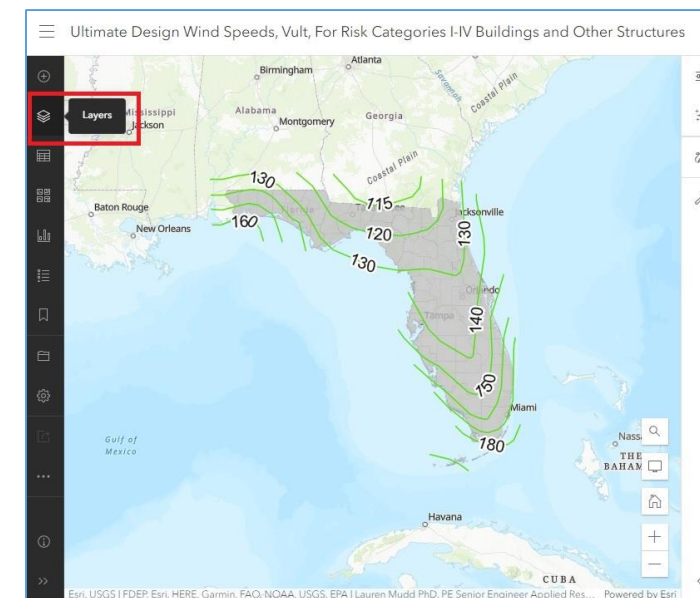 Ultimate Design Wind Speeds, Vult, For Risk Categories I-IV Buildings and Other Structures
Atlanta
Birmingham
Savannah
Coastal Plain
Layers
Mississippi
Jackson
Alabama
Georgia
Montgomery
Coastal Plain
130
115
Baton Rouge
Florida
Jacksonville
160
New Orleans
120
130
130
Orlando
Tampa
140
150
Miami
Gulf of
Mexico
180
Nass
THE
BAHAM
Havana
CUBA
Esri, USGS | FDEP, Esri, HERE, Garmin, FAO, NOAA, USGS, EPA | Lauren Mudd PhD, PE Senior Engineer Applied Res... Powered by Esri